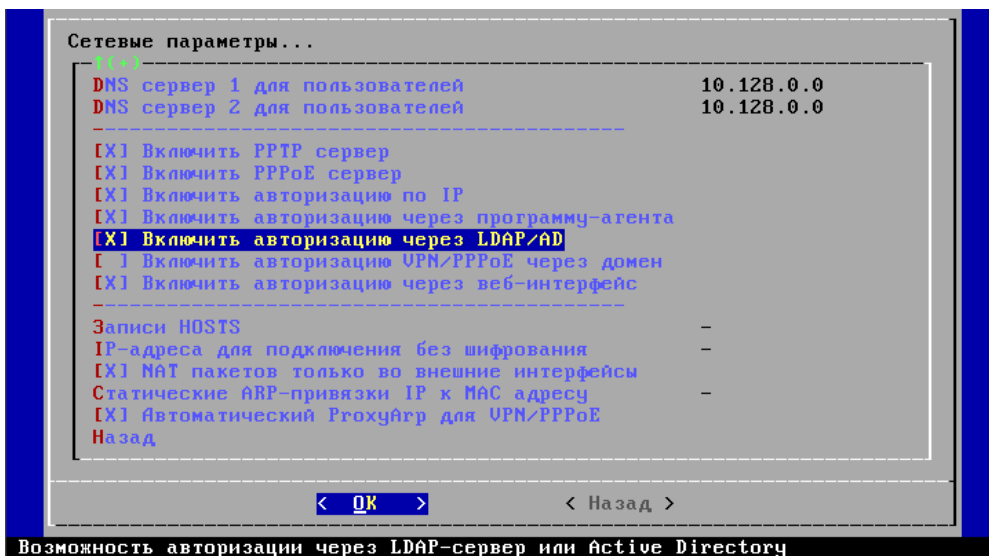 Сетевые параметры...
↑(+)
DNS сервер 1 для пользователей 10.128.0.0
DNS сервер 2 для пользователей 10.128.0.0
[X] Включить PPTP сервер
[X] Включить PPPoE сервер
[X] Включить авторизацию по IP
[X] Включить авторизацию через программу-агента
[X] Включить авторизацию через LDAP/AD
[ ] Включить авторизацию VPN/PPPoE через домен
[X] Включить авторизацию через веб-интерфейс
Записи HOSTS –
IP-адреса для подключения без шифрования –
[X] NAT пакетов только во внешние интерфейсы
Статические ARP-привязки IP к MAC адресу –
[X] Автоматический ProxyArp для VPN/PPPoE
Назад
< OK > < Назад >
Возможность авторизации через LDAP-сервер или Active Directory